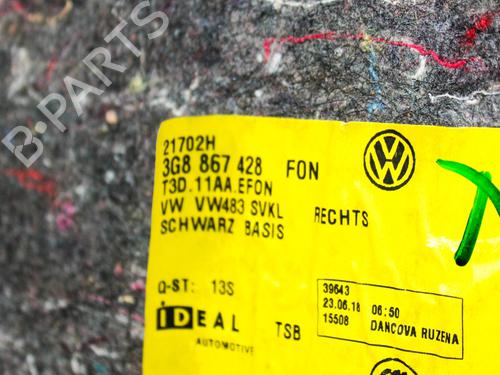 B-PARTS
21702H
3G8 867 428 FON
T3D.11AA.EFON
VW VW483 SVKL RECHTS
SCHWARZ BASIS
Q-ST: 13S
iDEAL
AUTOMOTIVE
TSB
39643
23.06.18 06:50
15508 DANCOVA RUZENA